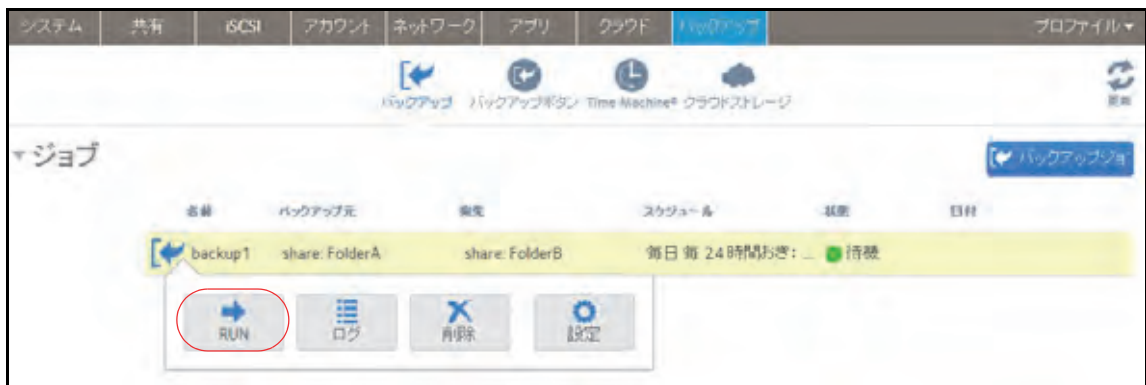 システム 共有 iSCSI アカウント ネットワーク アプリ クラウド バックアップ プロファイル
バックアップ バックアップボタン Time Machine® クラウドストレージ 更新
ジョブ バックアップジョ
名前 バックアップ元 宛先 スケジュール 状態 日付
backup1 share: FolderA share: FolderB 毎日 毎 24 時間おき: ... 待機
RUN ログ 削除 設定